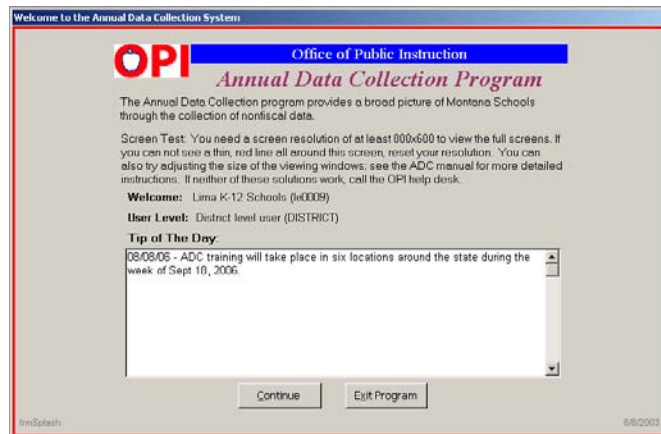 Welcome to the Annual Data Collection System
OPI
Office of Public Instruction
Annual Data Collection Program
The Annual Data Collection program provides a broad picture of Montana Schools
through the collection of nonfiscal data.
Screen Test: You need a screen resolution of at least 800x600 to view the full screens. If
you can not see a thin, red line all around this screen, reset your resolution. You can
also try adjusting the size of the viewing windows; see the ADC manual for more detailed
instructions. If neither of these solutions work, call the OPI help desk.
Welcome: Lima K-12 Schools (le0009)
User Level: District level user (DISTRICT)
Tip of The Day:
08/08/06 - ADC training will take place in six locations around the state during the
week of Sept 18, 2006.
Continue
Exit Program
frmSplash
8/8/2003